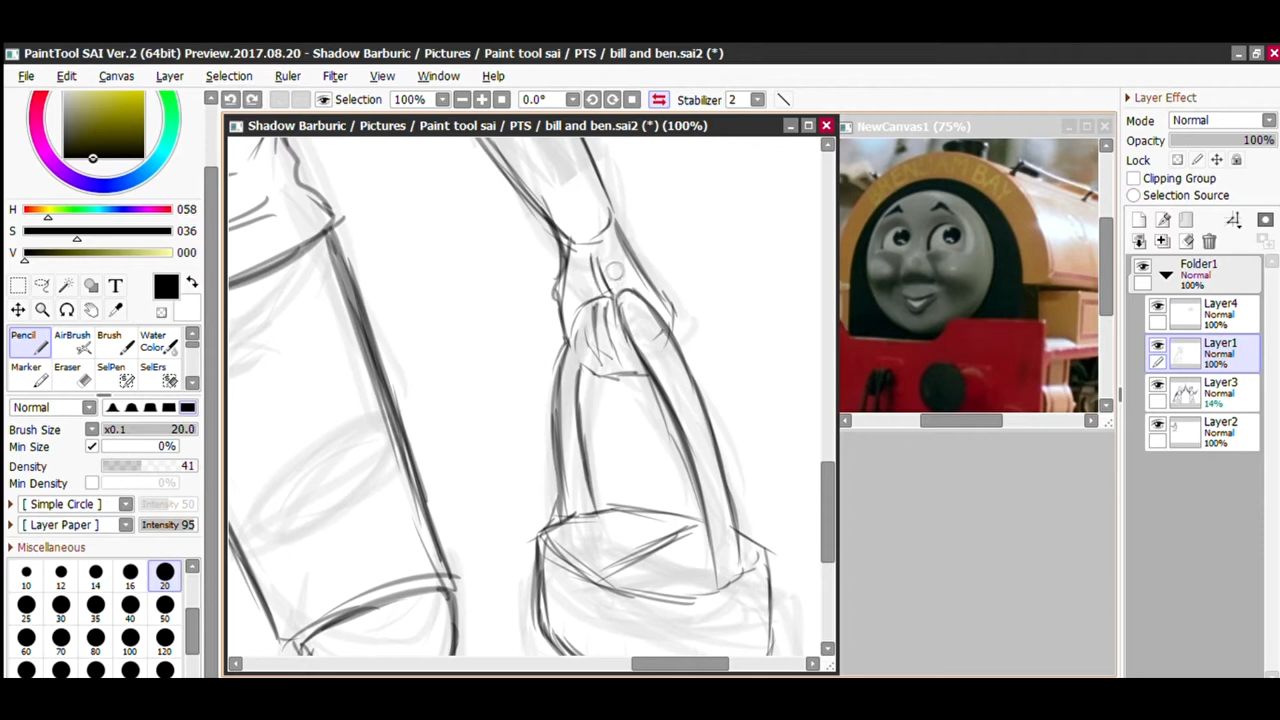 PaintTool SAI Ver.2 (64bit) Preview.2017.08.20 - Shadow Barburic / Pictures / Paint tool sai / PTS / bill and ben.sai2 (*)
File Edit Canvas Layer Selection Ruler Filter View Window Help
Selection 100% 0.0° Stabilizer 2
Shadow Barburic / Pictures / Paint tool sai / PTS / bill and ben.sai2 (*) (100%)
NewCanvas1 (75%)
H 058
S 036
V 000
T
Pencil AirBrush Brush Water Color
Marker Eraser SelPen SelErs
Normal
Brush Size x0.1 20.0
Min Size 0%
Density 41
Min Density 0%
[ Simple Circle ] Intensity 50
[ Layer Paper ] Intensity 95
Miscellaneous
10 12 14 16 20
25 30 35 40 50
60 70 80 100 120
Layer Effect
Mode Normal
Opacity 100%
Lock
Clipping Group
Selection Source
Folder1
Normal
100%
Layer4
Normal
100%
Layer1
Normal
100%
Layer3
Normal
14%
Layer2
Normal
100%